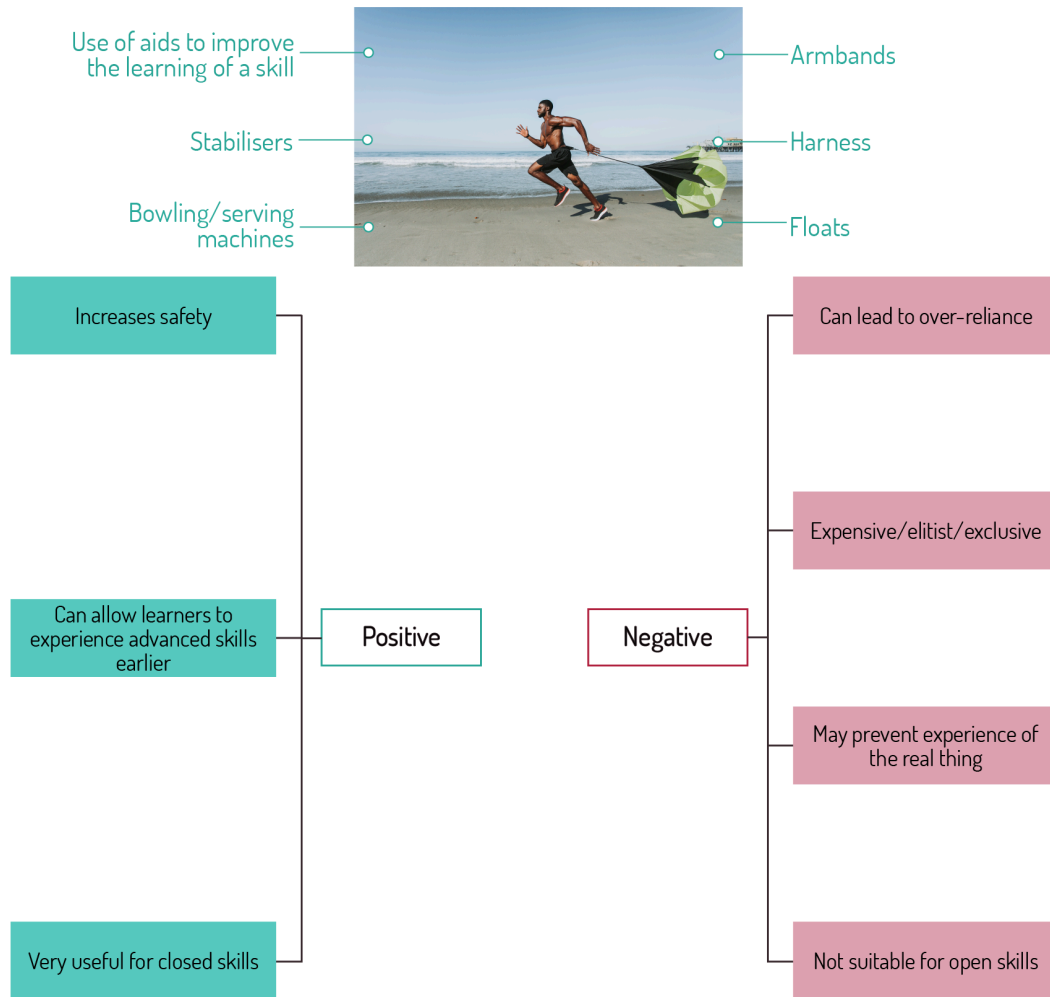 Use of aids to improve
the learning of a skill
Stabilisers
Bowling/serving
machines
Armbands
Harness
Floats
Increases safety
Can allow learners to
experience advanced skills
earlier
Very useful for closed skills
Positive
Negative
Can lead to over-reliance
Expensive/elitist/exclusive
May prevent experience of
the real thing
Not suitable for open skills